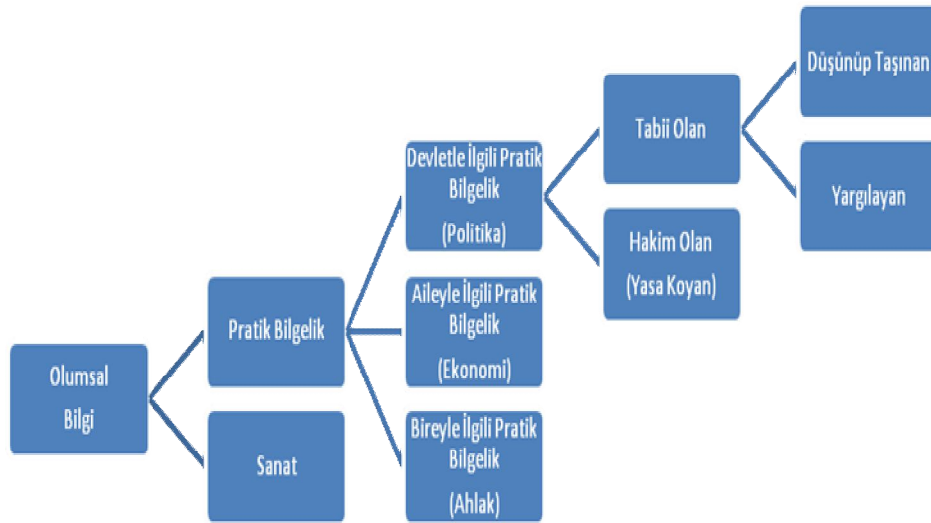 Olumsal
Bilgi
Pratik Bilgelik
Sanat
Devletle İlgili Pratik
Bilgelik
(Politika)
Aileyle İlgili Pratik
Bilgelik
(Ekonomi)
Bireyle İlgili Pratik
Bilgelik
(Ahlak)
Tabii Olan
Hakim Olan
(Yasa Koyan)
Düşünüp Taşınan
Yargılayan